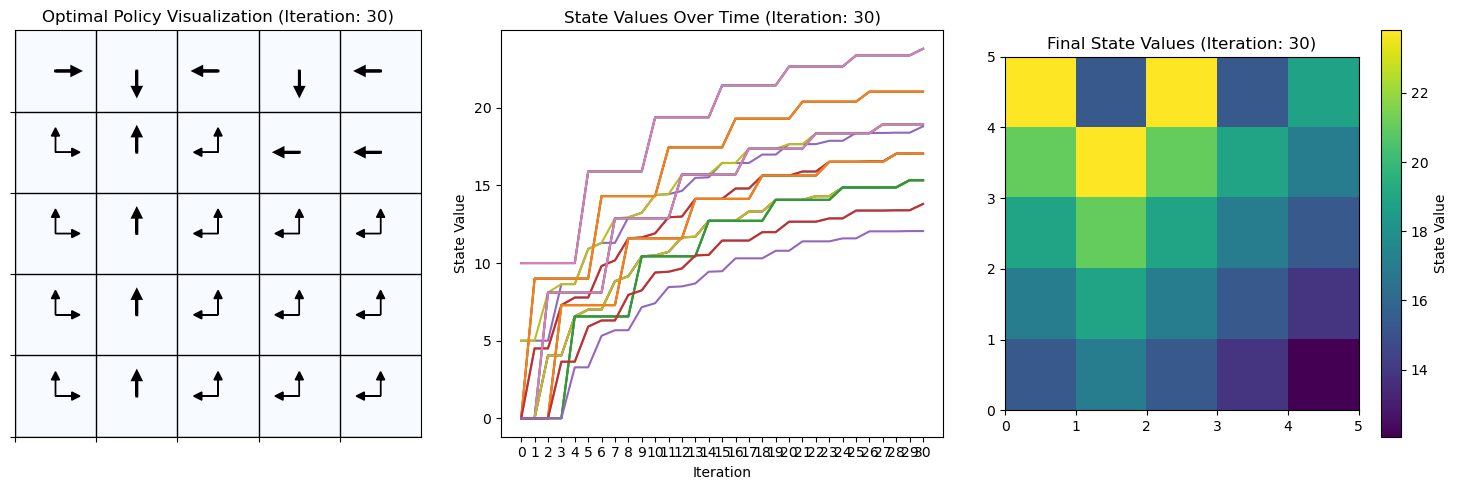 Optimal Policy Visualization (Iteration: 30)
State Values Over Time (Iteration: 30)
State Value
20
15
10
5
0
0 1 2 3 4 5 6 7 8 9 10 11 12 13 14 15 16 17 18 19 20 21 22 23 24 25 26 27 28 29 30
Iteration
Final State Values (Iteration: 30)
5
4
3
2
1
0
0 1 2 3 4 5
22
20
18
16
14
State Value